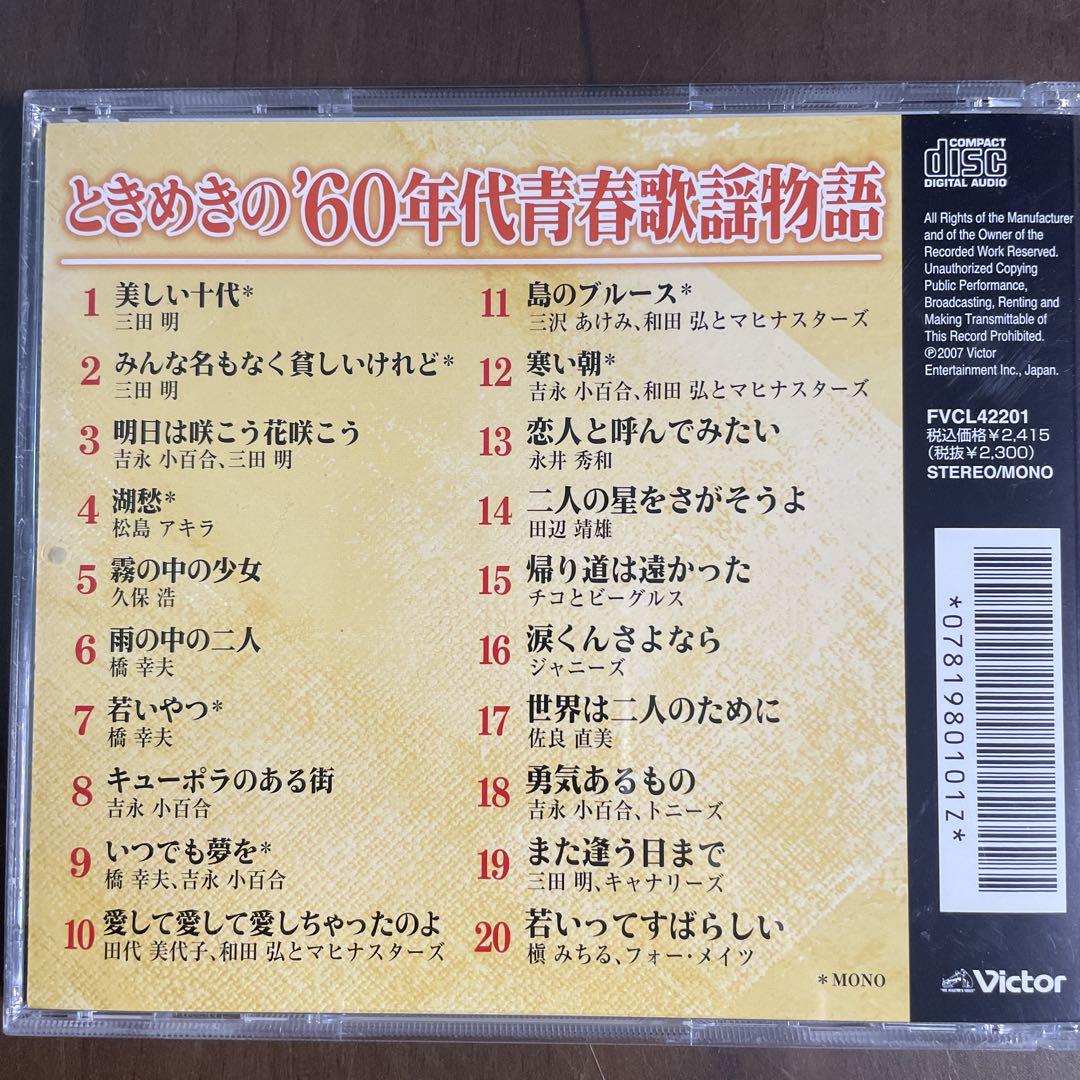 ときめきの'60年代青春歌謡物語
1 美しい十代*
三田 明
2 みんな名もなく貧しいけれど*
三田 明
3 明日は咲こう花咲こう
吉永 小百合、三田 明
4 湖愁*
松島 アキラ
5 霧の中の少女
久保 浩
6 雨の中の二人
橋 幸夫
7 若いやつ*
橋 幸夫
8 キューポラのある街
吉永 小百合
9 いつでも夢を*
橋 幸夫、吉永 小百合
10 愛して愛して愛しちゃったのよ
田代 美代子、和田 弘とマヒナスターズ
11 島のブルース*
三沢 あけみ、和田 弘とマヒナスターズ
12 寒い朝*
吉永 小百合、和田 弘とマヒナスターズ
13 恋人と呼んでみたい
永井 秀和
14 二人の星をさがそうよ
田辺 靖雄
15 帰り道は遠かった
チコとビーグルス
16 涙くんさよなら
ジャニーズ
17 世界は二人のために
佐良 直美
18 勇気あるもの
吉永 小百合、トニーズ
19 また逢う日まで
三田 明、キャナリーズ
20 若いってすばらしい
槇 みちる、フォー・メイツ
*MONO
COMPACT
disc
DIGITAL AUDIO
All Rights of the Manufacturer
and of the Owner of the
Recorded Work Reserved.
Unauthorized Copying
Public Performance,
Broadcasting, Renting and
Making Transmittable of
This Record Prohibited.
℗2007 Victor
Entertainment Inc., Japan.
FVCL42201
税込価格¥2,415
(税抜¥2,300)
STEREO/MONO
*0781980101Z*
Victor